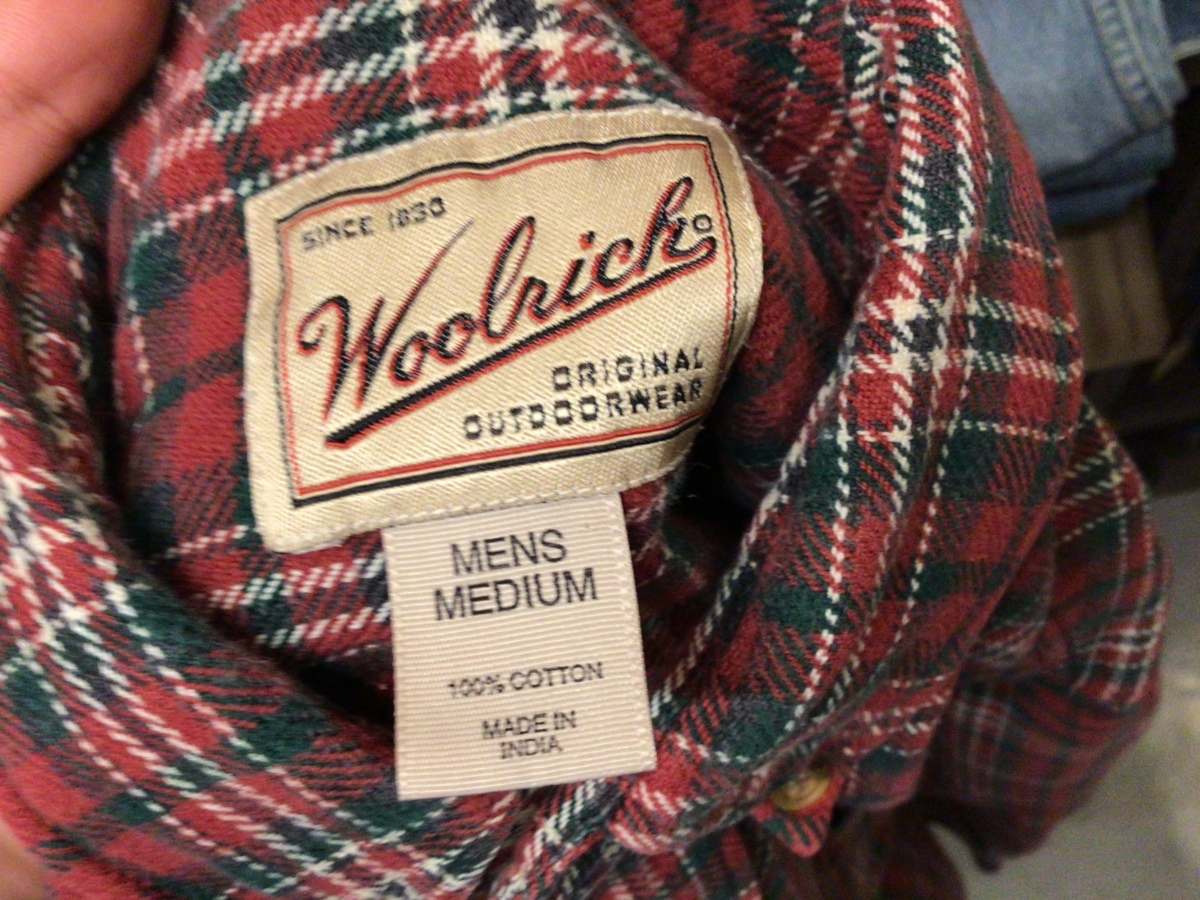 SINCE 1830
Woolrich
ORIGINAL
OUTDOORWEAR
MENS
MEDIUM
100% COTTON
MADE IN
INDIA